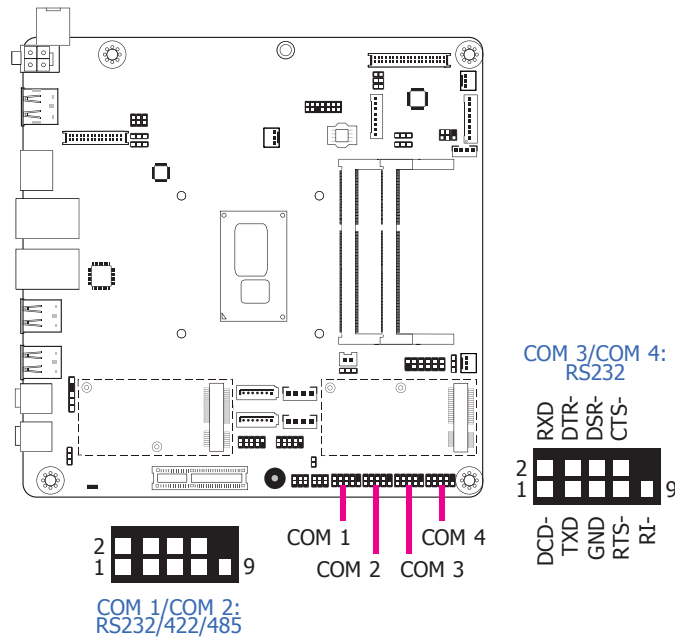 COM 3/COM 4:
RS232
RXD
DTR-
DSR-
CTS-
2
1
9
DCD-
TXD
GND
RTS-
RI-
COM 1
COM 4
COM 2
COM 3
2
1
9
COM 1/COM 2:
RS232/422/485